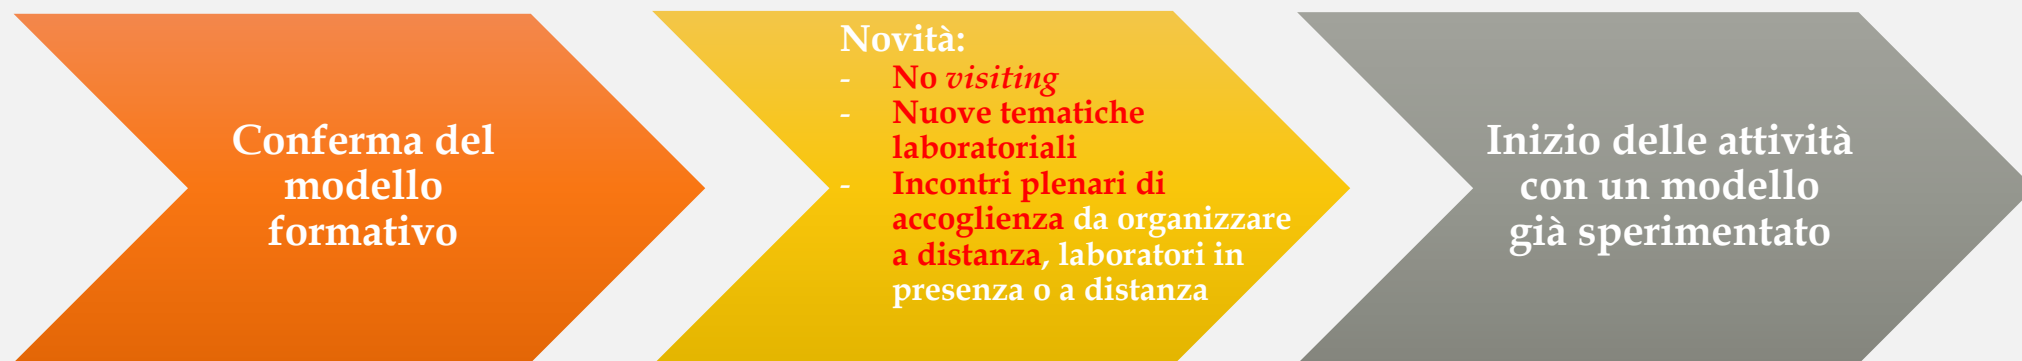 Conferma del
modello
formativo
Novità:
- No visiting
- Nuove tematiche
laboratoriali
- Incontri plenari di
accoglienza da organizzare
a distanza, laboratori in
presenza o a distanza
Inizio delle attività
con un modello
già sperimentato